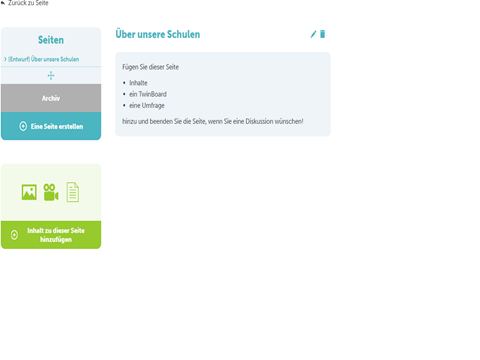 Zurück zu Seite
Seiten
[Entwurf] Über unsere Schulen
Archiv
Eine Seite erstellen
Inhalt zu dieser Seite
hinzufügen
Über unsere Schulen
Fügen Sie dieser Seite
• Inhalte
• ein TwinBoard
• eine Umfrage
hinzu und beenden Sie die Seite, wenn Sie eine Diskussion wünschen!